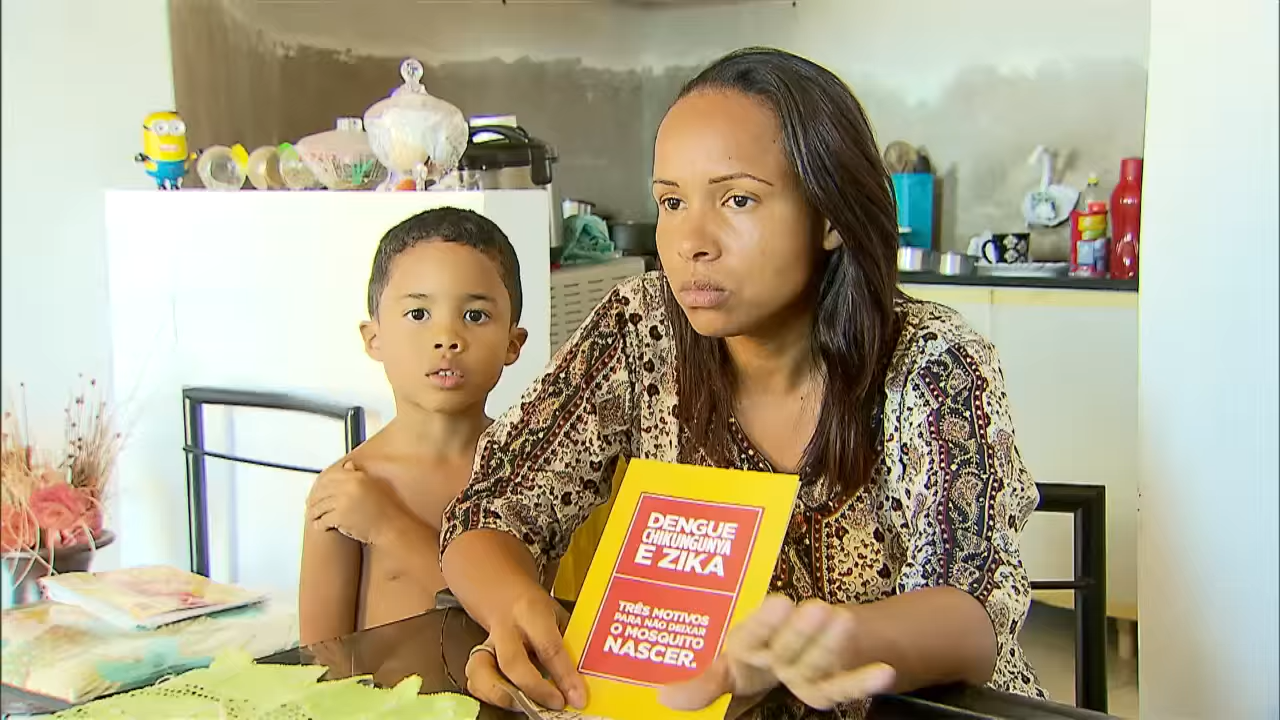 DENGUE
CHIKUNGUNYA
E ZIKA
TRÊS MOTIVOS
PARA NÃO DEIXAR
O MOSQUITO
NASCER.